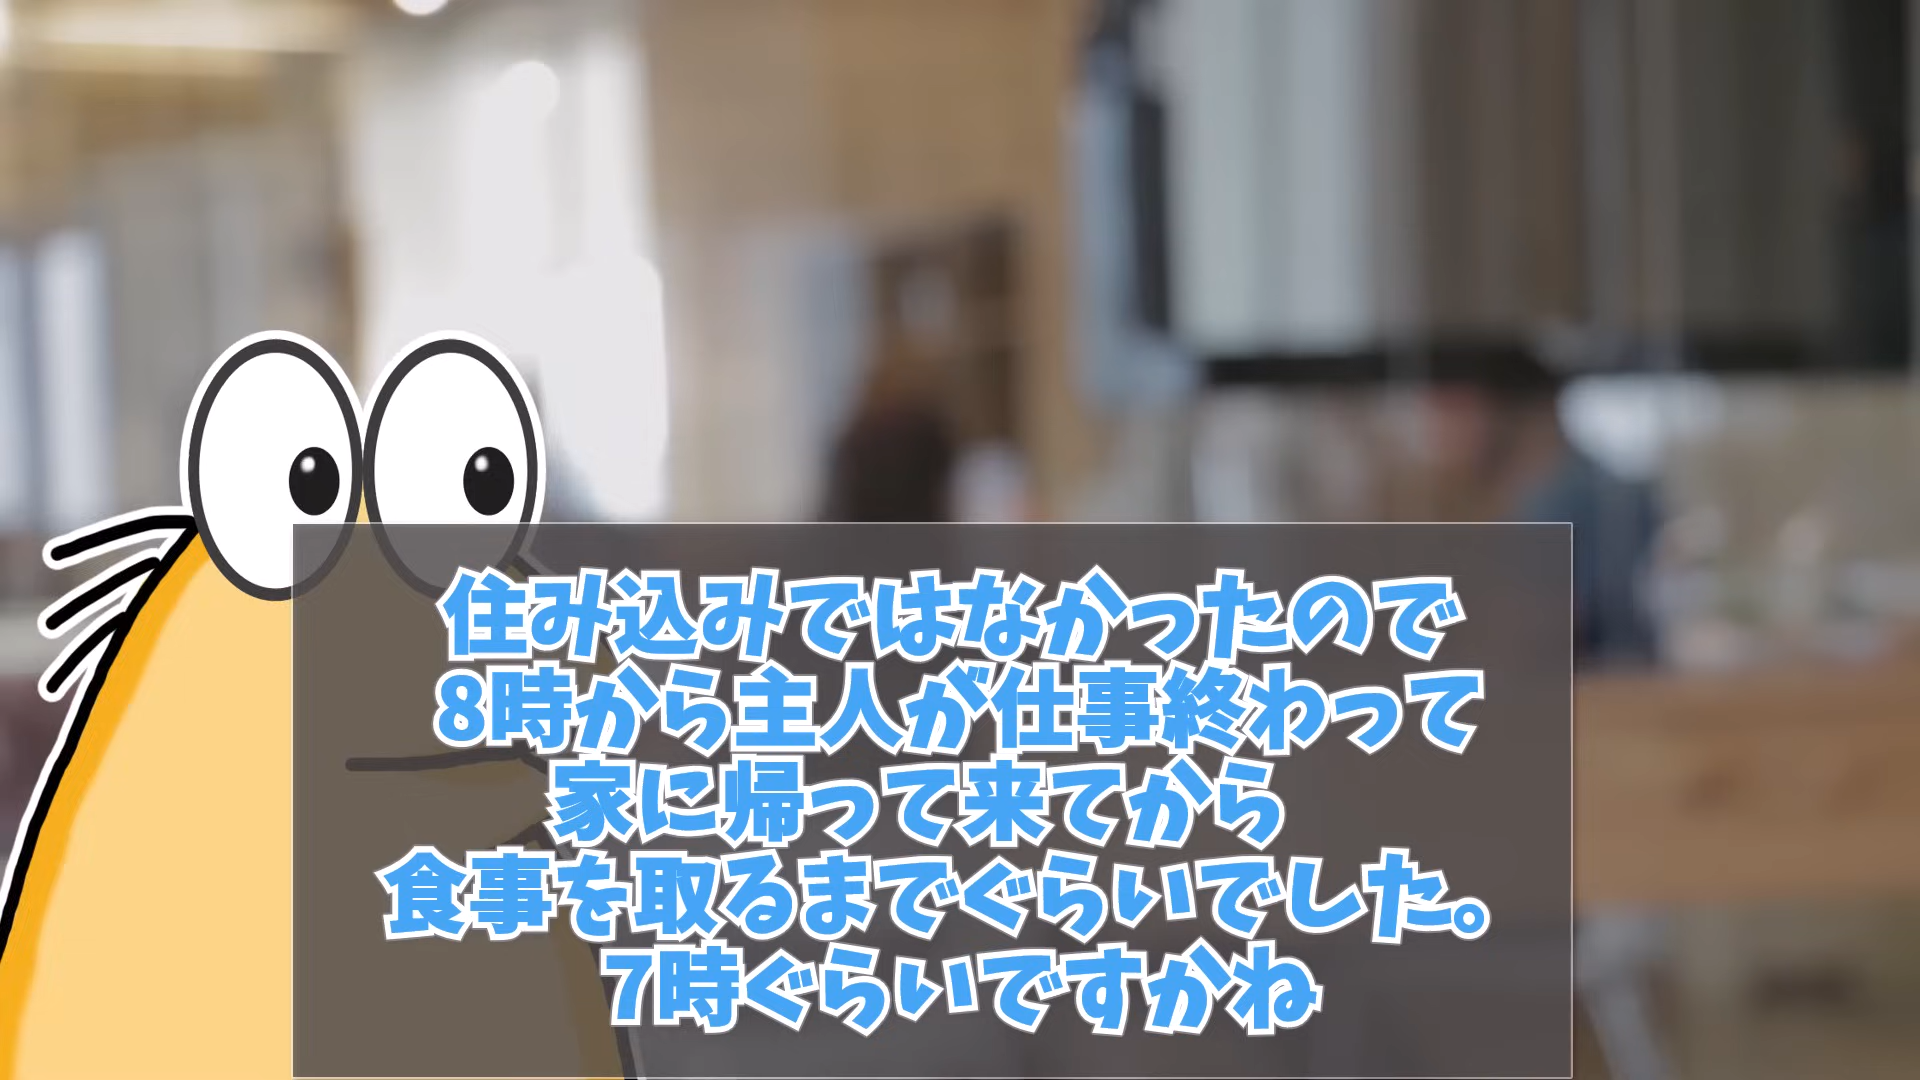 住み込みではなかったので
8時から主人が仕事終わって
家に帰って来てから
食事を取るまでぐらいでした。
7時ぐらいですかね